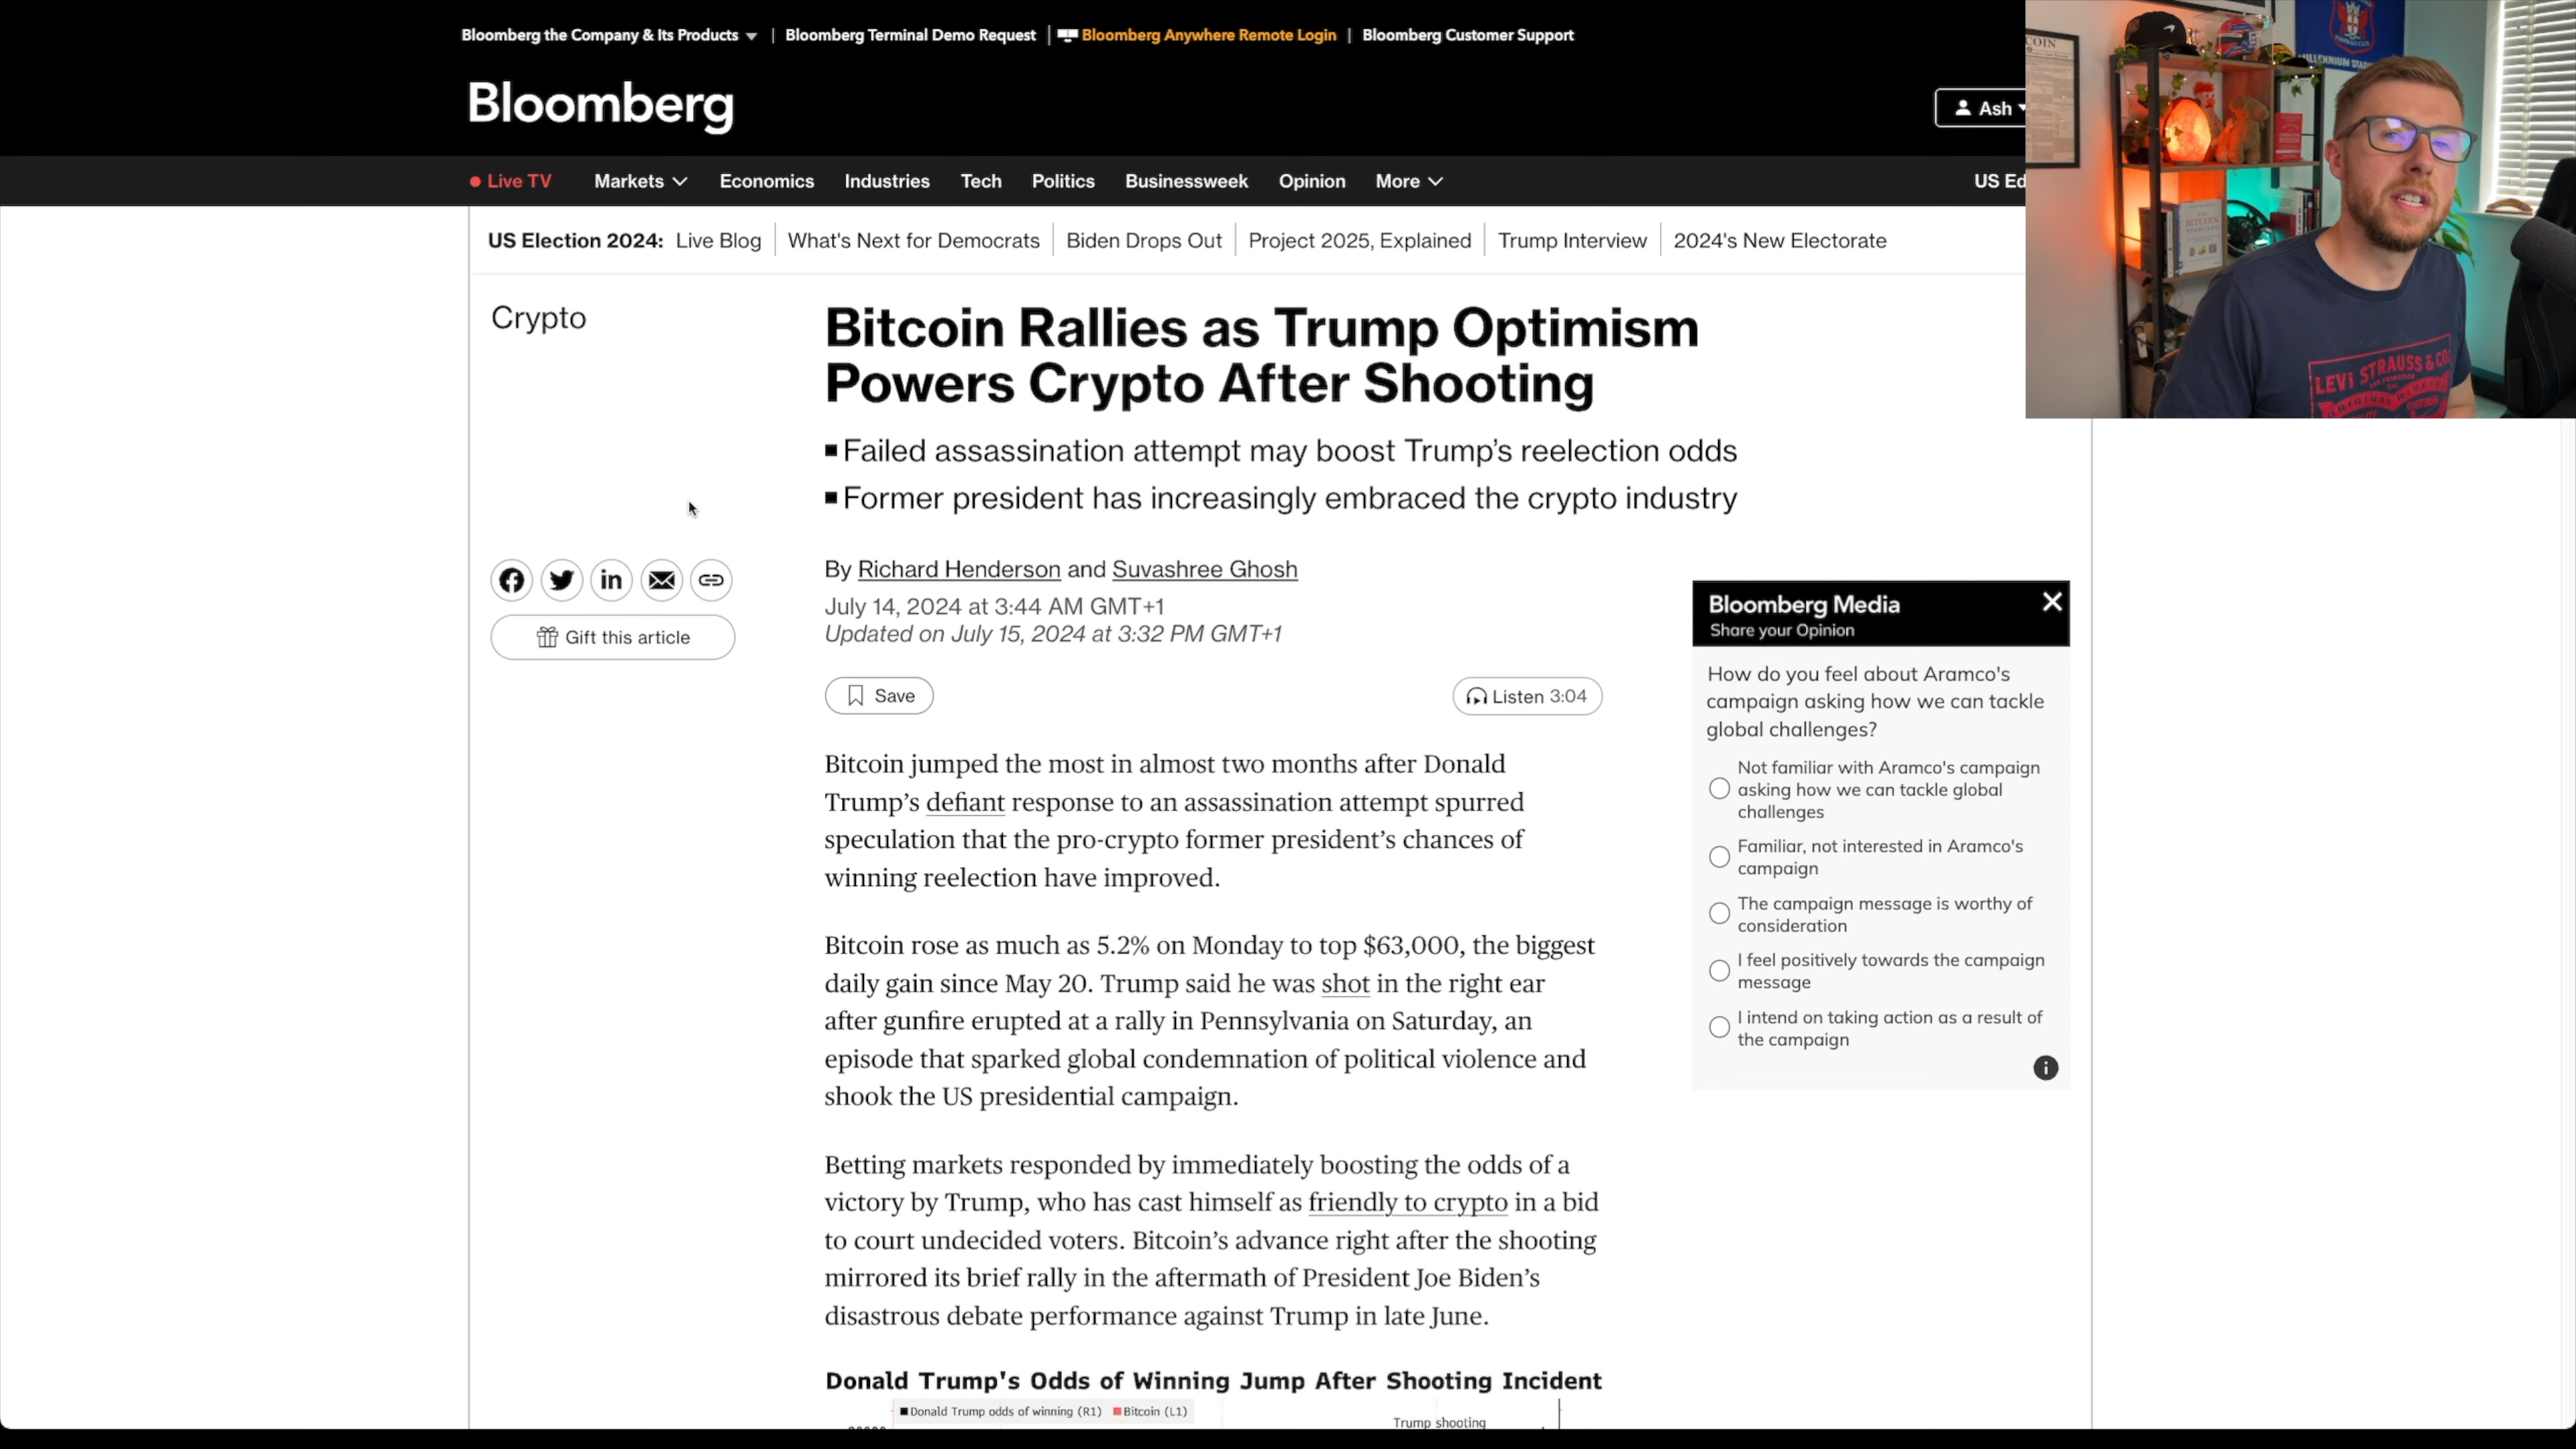 Bloomberg the Company & Its Products
Bloomberg Terminal Demo Request
Bloomberg Anywhere Remote Login
Bloomberg Customer Support
Bloomberg
Ash
Live TV
Markets
Economics
Industries
Tech
Politics
Businessweek
Opinion
More
US Ed
US Election 2024:
Live Blog
What's Next for Democrats
Biden Drops Out
Project 2025, Explained
Trump Interview
2024's New Electorate
COIN
LEVI STRAUSS & CO
Crypto
Bitcoin Rallies as Trump Optimism
Powers Crypto After Shooting
Failed assassination attempt may boost Trump’s reelection odds
Former president has increasingly embraced the crypto industry
By Richard Henderson and Suvashree Ghosh
July 14, 2024 at 3:44 AM GMT+1
Updated on July 15, 2024 at 3:32 PM GMT+1
Gift this article
Save
Listen 3:04
Bitcoin jumped the most in almost two months after Donald
Trump’s defiant response to an assassination attempt spurred
speculation that the pro-crypto former president’s chances of
winning reelection have improved.
Bitcoin rose as much as 5.2% on Monday to top $63,000, the biggest
daily gain since May 20. Trump said he was shot in the right ear
after gunfire erupted at a rally in Pennsylvania on Saturday, an
episode that sparked global condemnation of political violence and
shook the US presidential campaign.
Betting markets responded by immediately boosting the odds of a
victory by Trump, who has cast himself as friendly to crypto in a bid
to court undecided voters. Bitcoin’s advance right after the shooting
mirrored its brief rally in the aftermath of President Joe Biden’s
disastrous debate performance against Trump in late June.
Donald Trump's Odds of Winning Jump After Shooting Incident
Donald Trump odds of winning (R1)
Bitcoin (L1)
Trump shooting
Bloomberg Media
Share your Opinion
How do you feel about Aramco's
campaign asking how we can tackle
global challenges?
Not familiar with Aramco's campaign
asking how we can tackle global
challenges
Familiar, not interested in Aramco's
campaign
The campaign message is worthy of
consideration
I feel positively towards the campaign
message
I intend on taking action as a result of
the campaign